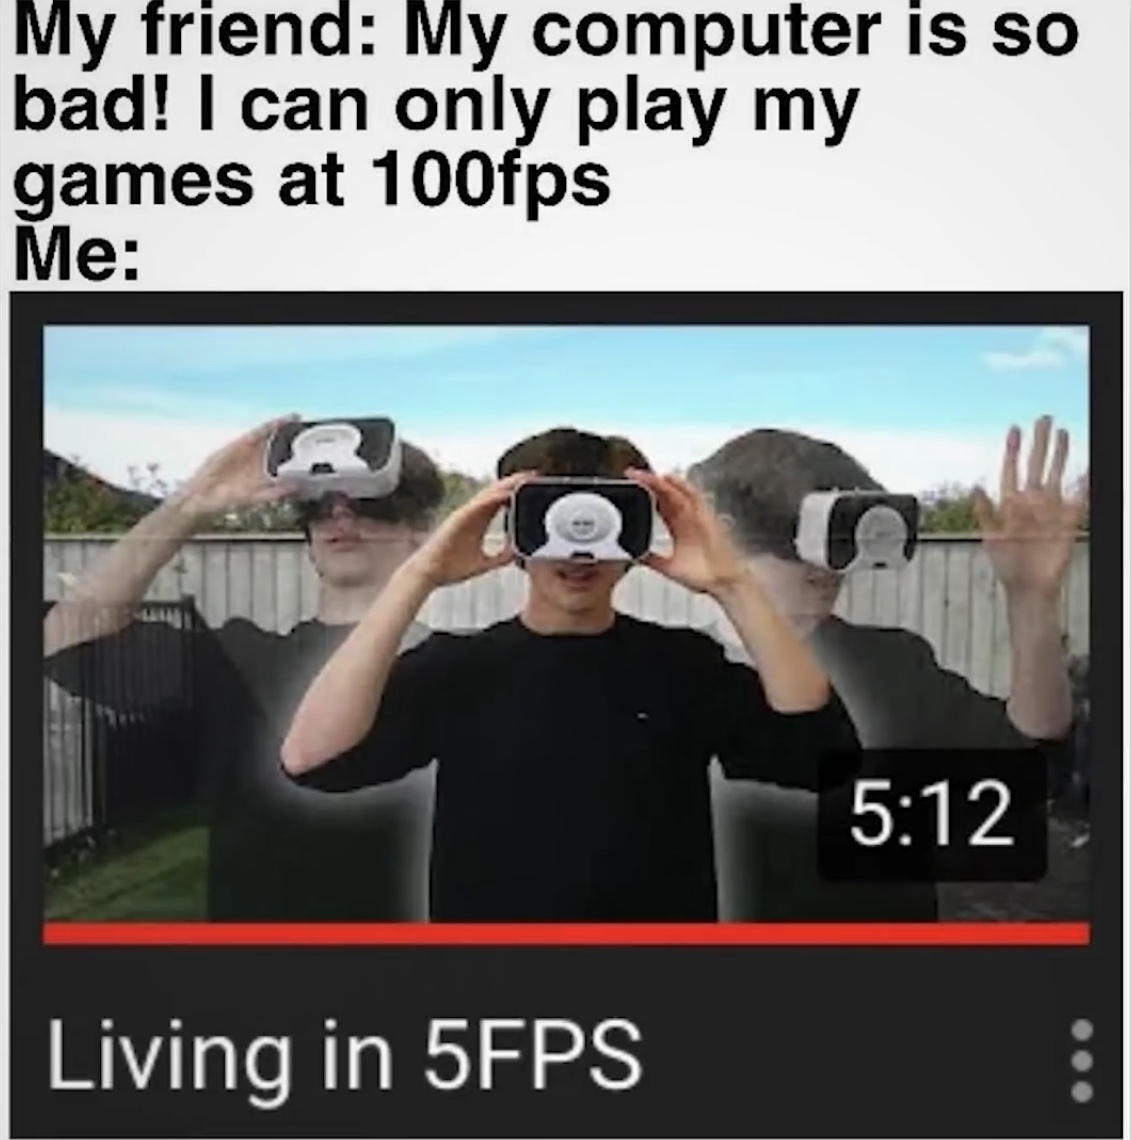 My friend: My computer is so
bad! I can only play my
games at 100fps
Me:
5:12
Living in 5FPS